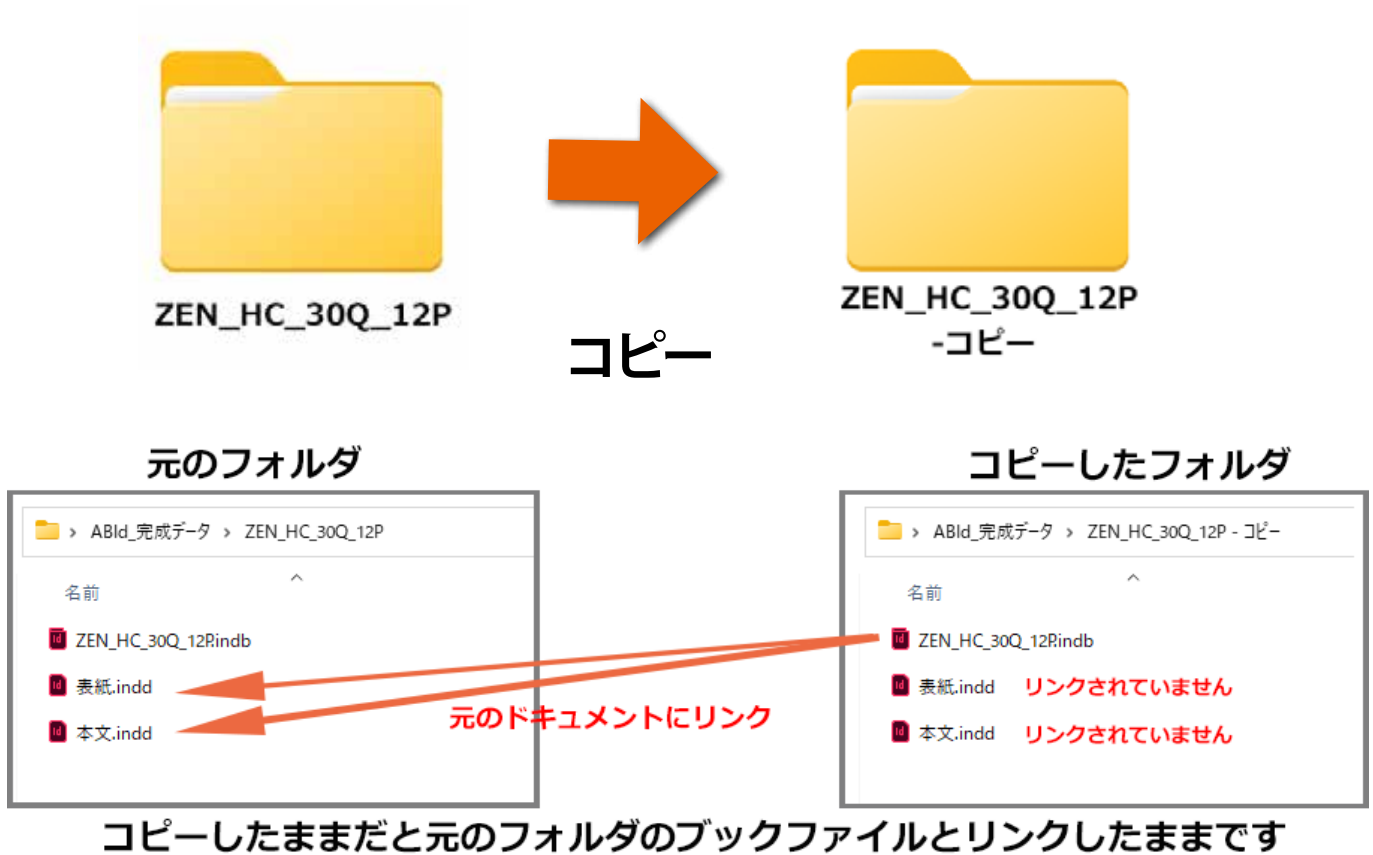 ZEN_HC_30Q_12P
ZEN_HC_30Q_12P
-コピー
コピー
元のフォルダ
コピーしたフォルダ
ABId_完成データ > ZEN_HC_30Q_12P
名前
ZEN_HC_30Q_12P.indb
表紙.indd
本文.indd
元のドキュメントにリンク
ABId_完成データ > ZEN_HC_30Q_12P - コピー
名前
ZEN_HC_30Q_12P.indb
表紙.indd リンクされていません
本文.indd リンクされていません
コピーしたままだと元のフォルダのブックファイルとリンクしたままです